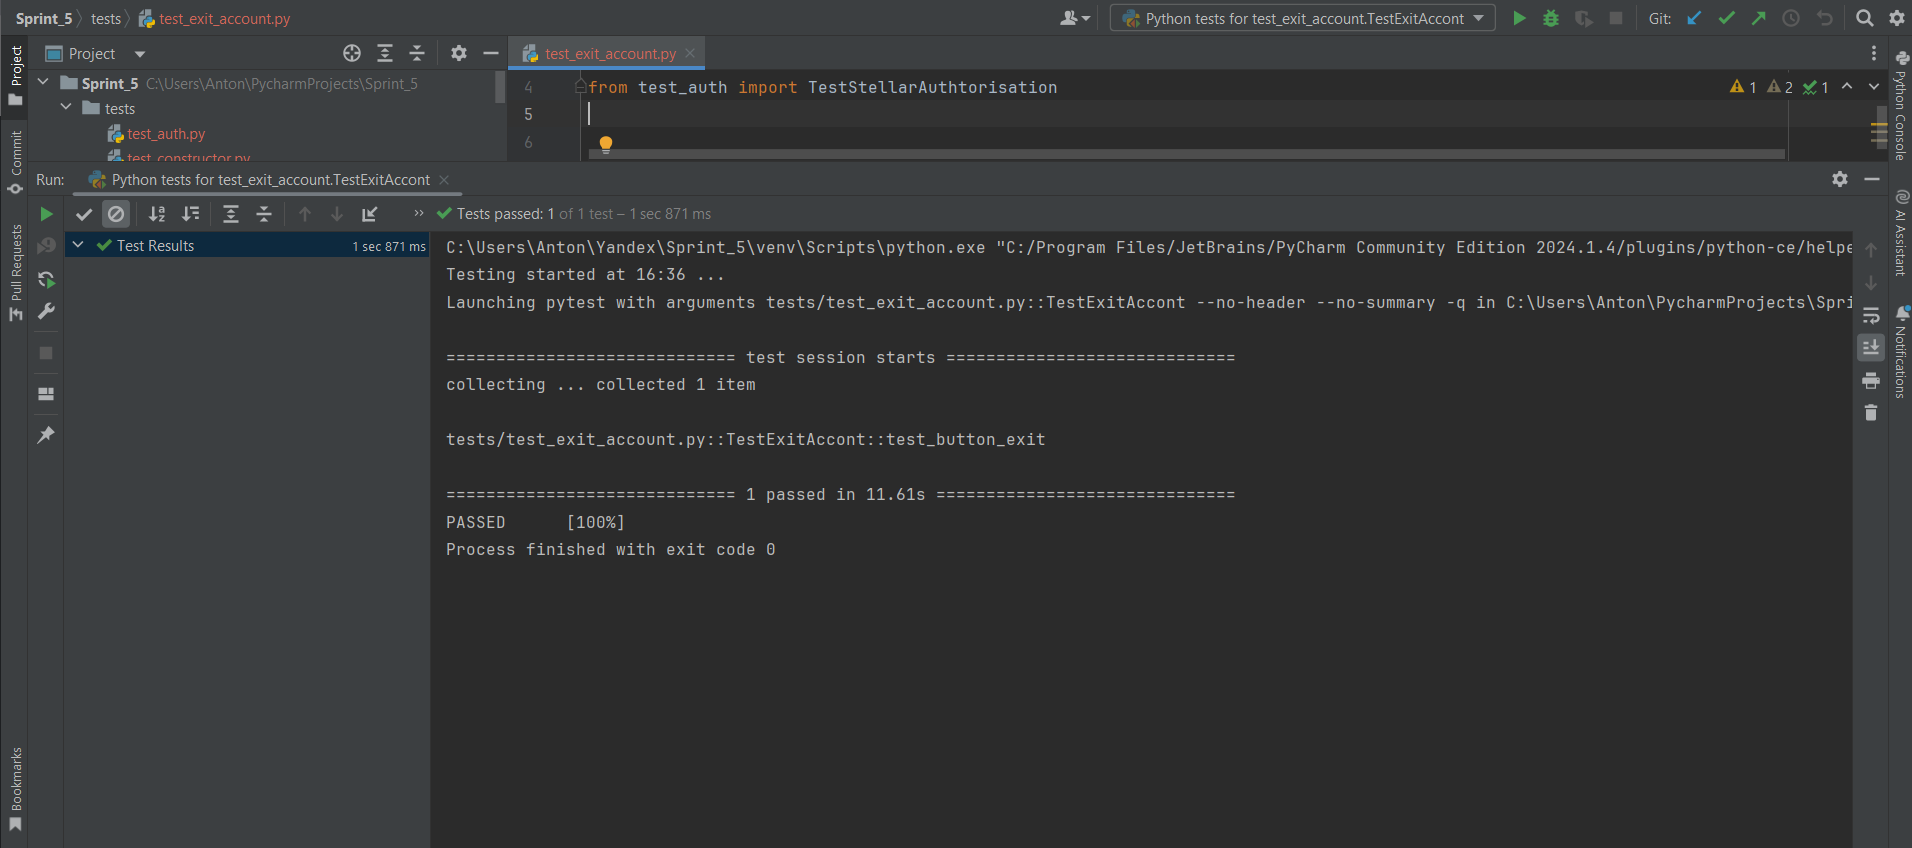 Sprint_5 tests test_exit_account.py
Python tests for test_exit_account.TestExitAccont
Git:
Project
test_exit_account.py
Sprint_5 C:\Users\Anton\PycharmProjects\Sprint_5
tests
test_auth.py
test_constructor.py
4 from test_auth import TestStellarAuthtorisation
5
6
1 2 1
Run: Python tests for test_exit_account.TestExitAccont
Tests passed: 1 of 1 test – 1 sec 871 ms
Test Results 1 sec 871 ms
C:\Users\Anton\Yandex\Sprint_5\venv\Scripts\python.exe "C:/Program Files/JetBrains/PyCharm Community Edition 2024.1.4/plugins/python-ce/helpe
Testing started at 16:36 ...
Launching pytest with arguments tests/test_exit_account.py::TestExitAccont --no-header --no-summary -q in C:\Users\Anton\PycharmProjects\Spri
============================= test session starts =============================
collecting ... collected 1 item
tests/test_exit_account.py::TestExitAccont::test_button_exit
============================= 1 passed in 11.61s ==============================
PASSED [100%]
Process finished with exit code 0
Project
Commit
Pull Requests
Bookmarks
Python Console
AI Assistant
Notifications